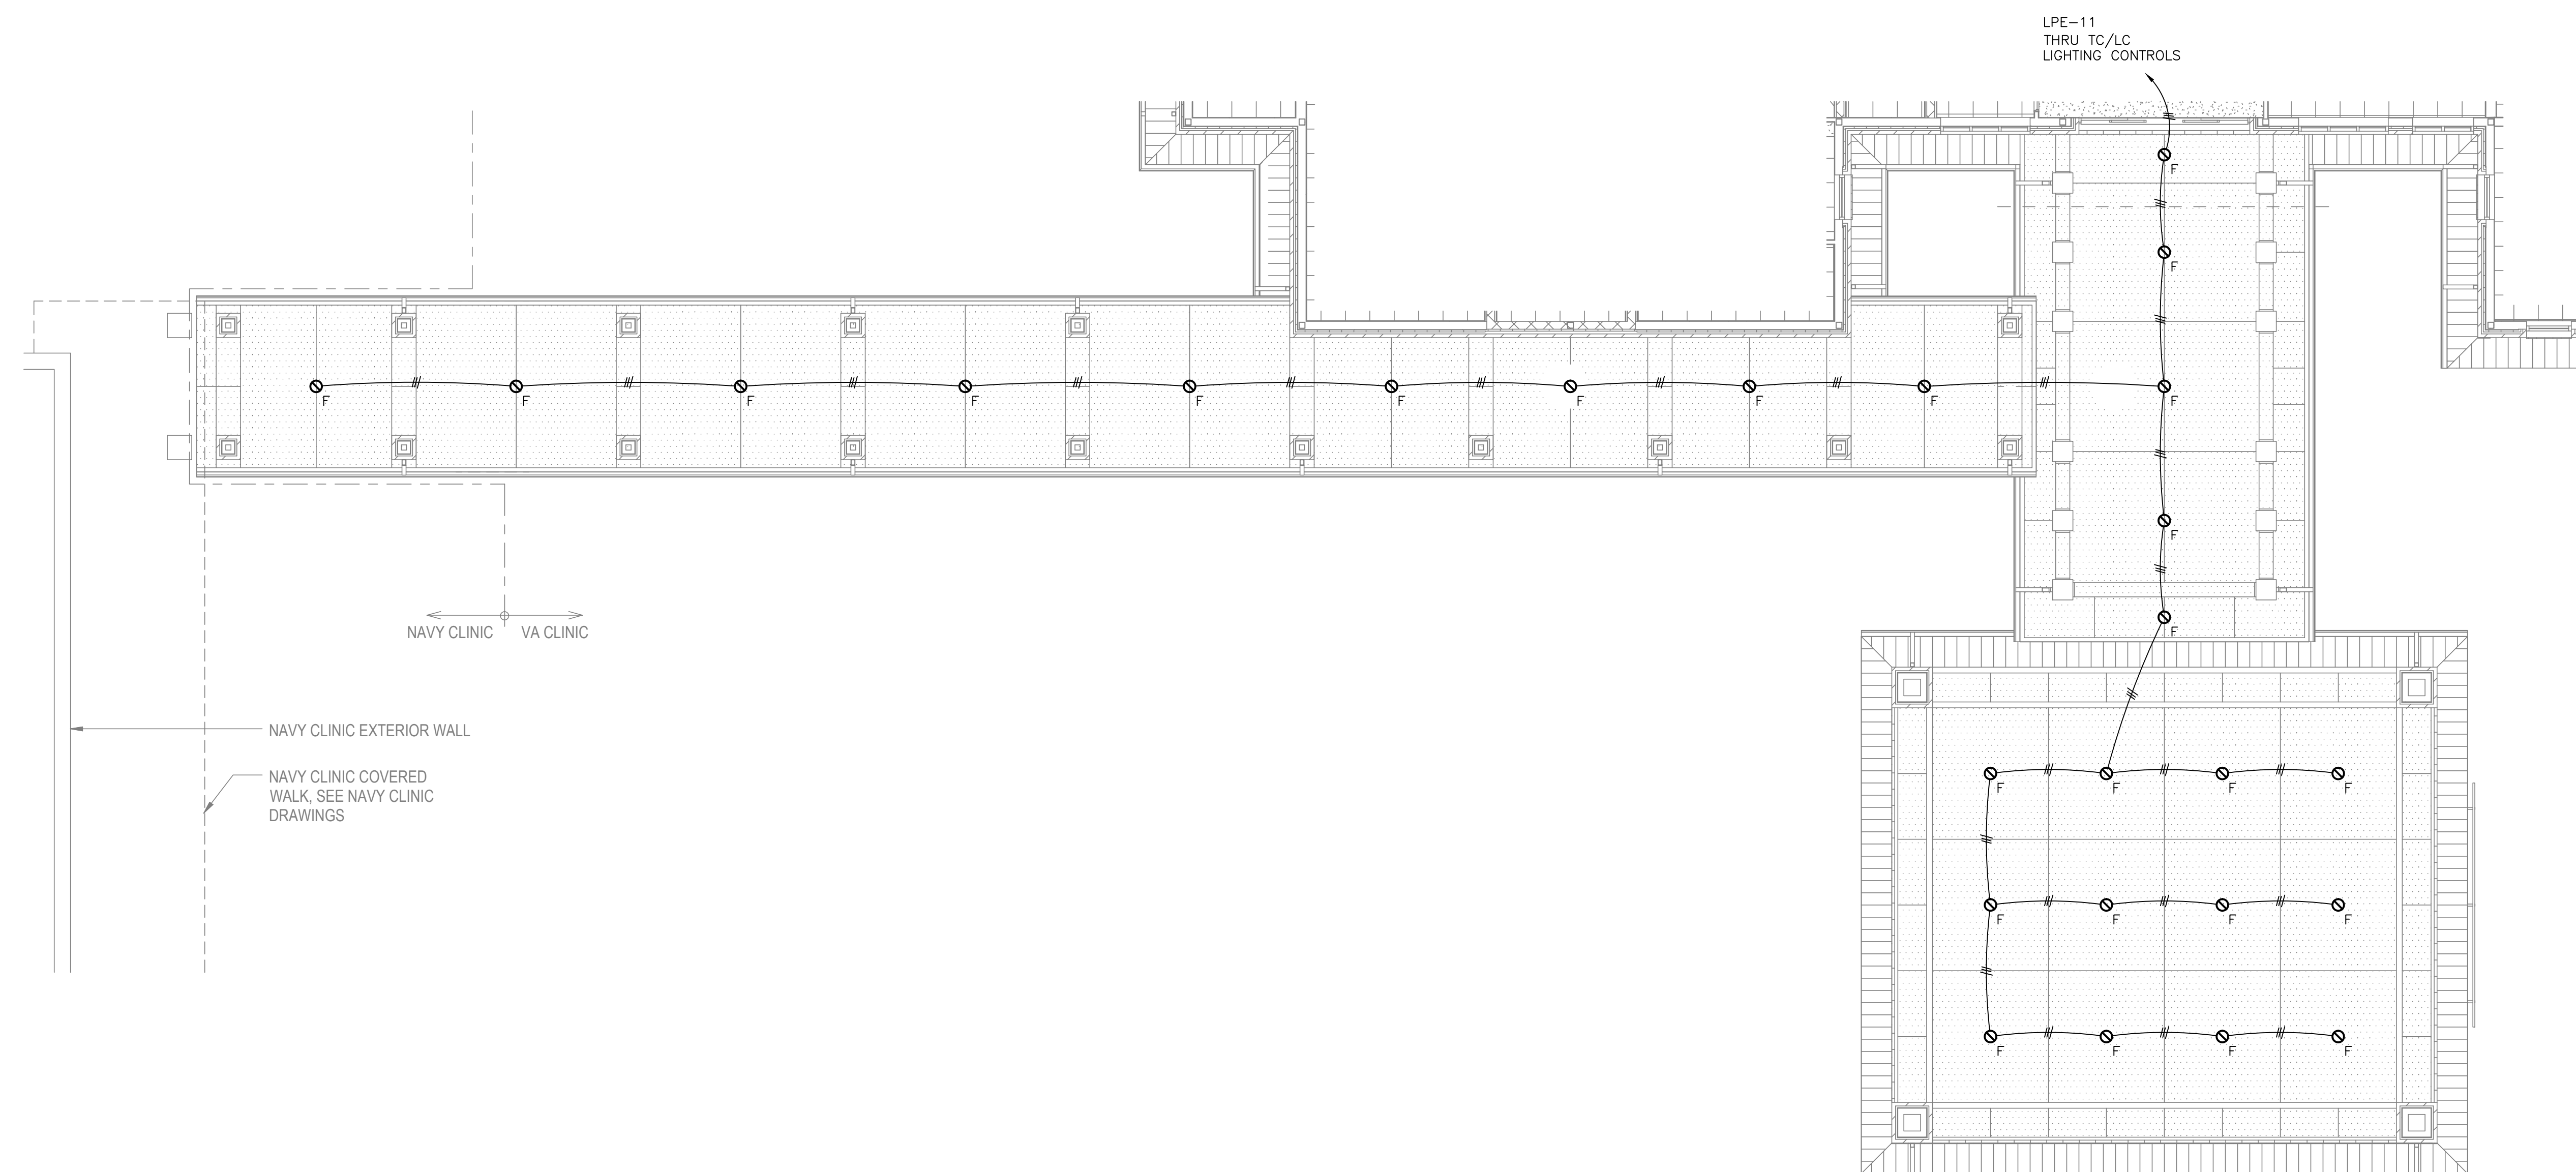 LPE-11
THRU TC/LC
LIGHTING CONTROLS
F
F
F
F
F
F
F
F
F
F
F
F
F
F
NAVY CLINIC
VA CLINIC
NAVY CLINIC EXTERIOR WALL
NAVY CLINIC COVERED
WALK, SEE NAVY CLINIC
DRAWINGS
F
F
F
F
F
F
F
F
F
F
F
F